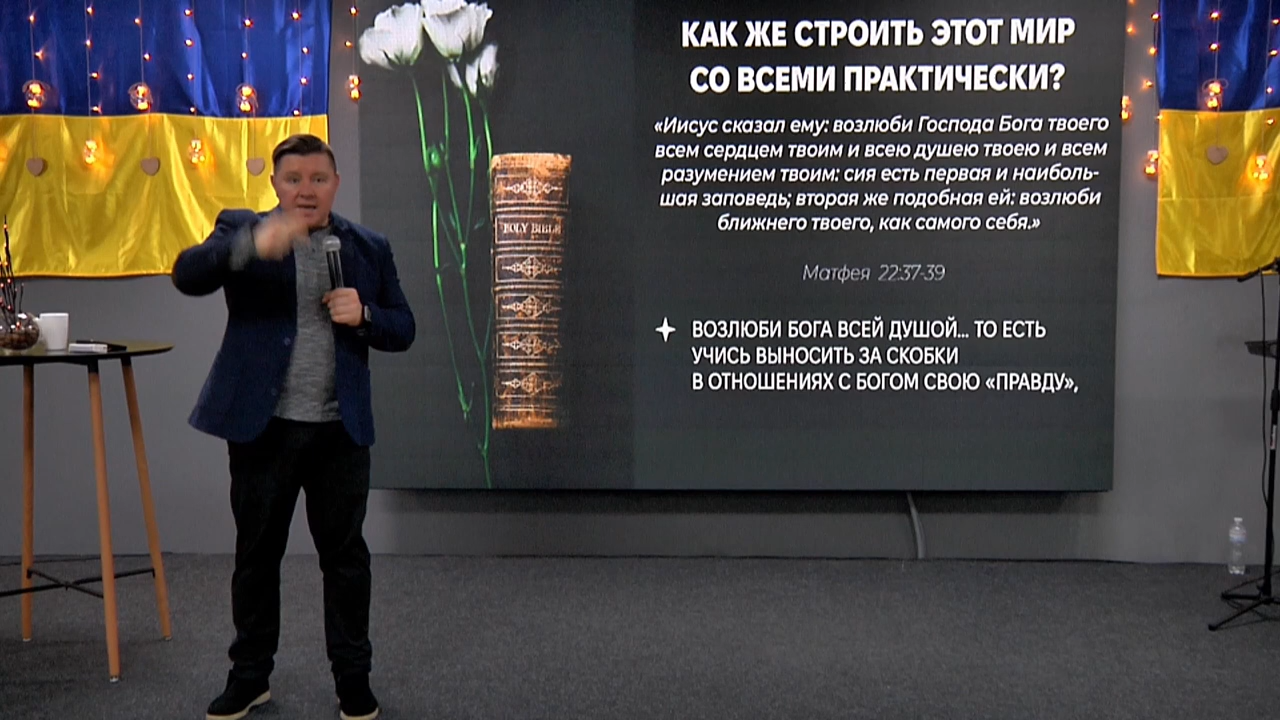 КАК ЖЕ СТРОИТЬ ЭТОТ МИР
СО ВСЕМИ ПРАКТИЧЕСКИ?
«Иисус сказал ему: возлюби Господа Бога твоего
всем сердцем твоим и всею душею твоею и всем
разумением твоим: сия есть первая и наиболь-
шая заповедь; вторая же подобная ей: возлюби
ближнего твоего, как самого себя.»
Матфея 22:37-39
ВОЗЛЮБИ БОГА ВСЕЙ ДУШОЙ... ТО ЕСТЬ
УЧИСЬ ВЫНОСИТЬ ЗА СКОБКИ
В ОТНОШЕНИЯХ С БОГОМ СВОЮ «ПРАВДУ»,
HOLY BIBLE